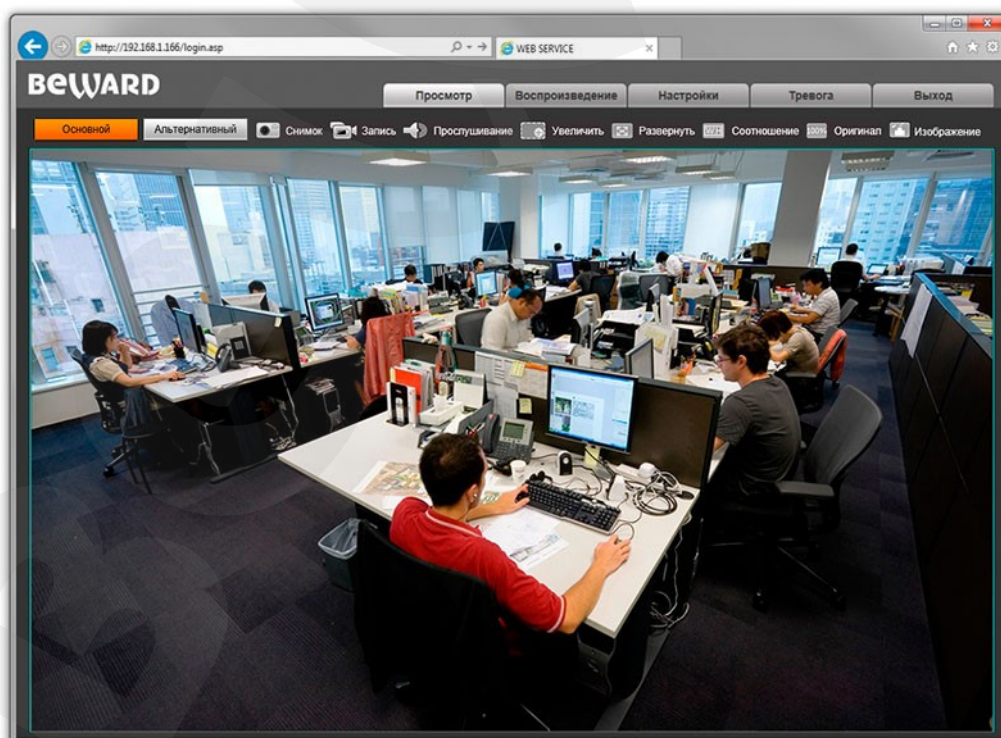 http://192.168.1.166/login.asp
WEB SERVICE
BEWARD
Просмотр
Воспроизведение
Настройки
Тревога
Выход
Основной
Альтернативный
Снимок
Запись
Прослушивание
Увеличить
Развернуть
Соотношение
100%
Оригинал
Изображение